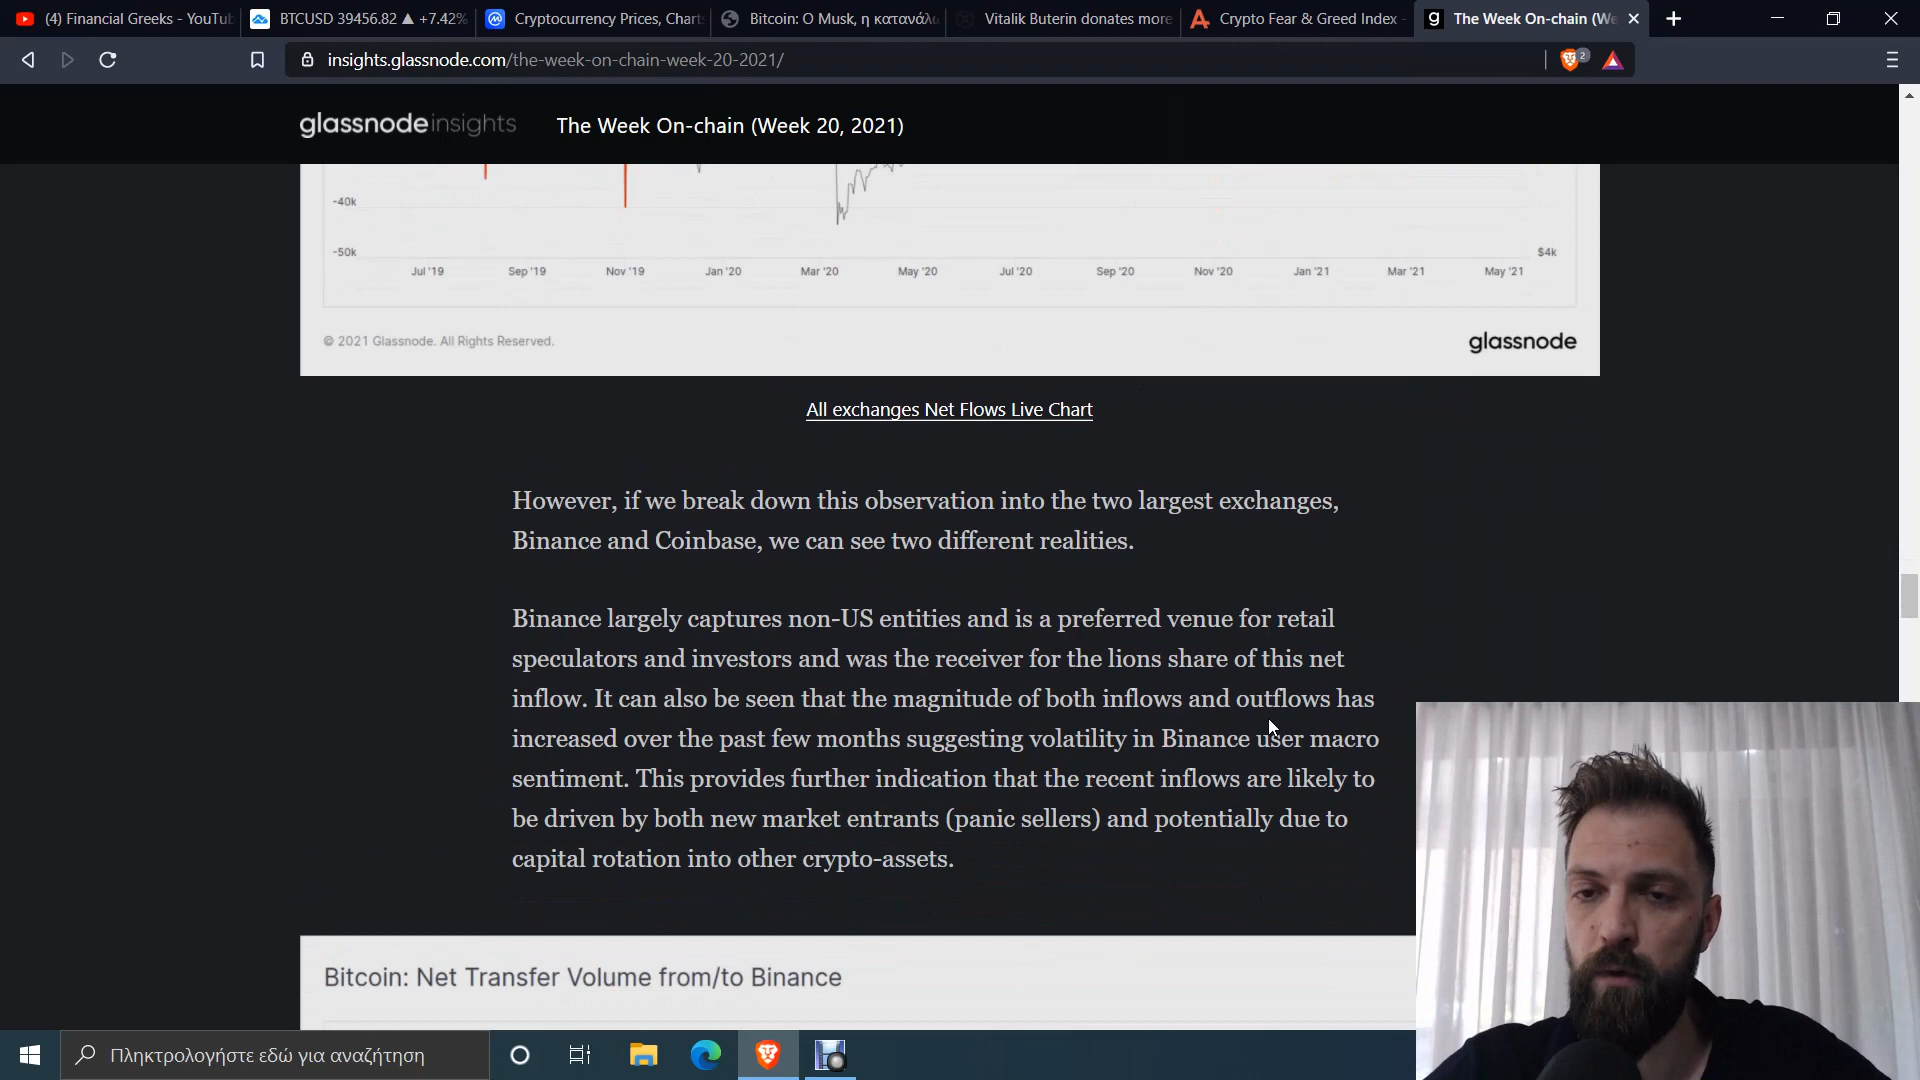 (4) Financial Greeks - YouTu
BTCUSD 39456.82 ▲ +7.42%
Cryptocurrency Prices, Chart
Bitcoin: Ο Musk, η κατανάλ
Vitalik Buterin donates more
Crypto Fear & Greed Index -
The Week On-chain (We
insights.glassnode.com/the-week-on-chain-week-20-2021/
2
glassnode insights
The Week On-chain (Week 20, 2021)
-40k
-50k
$4k
Jul '19 Sep '19 Nov '19 Jan '20 Mar '20 May '20 Jul '20 Sep '20 Nov '20 Jan '21 Mar '21 May '21
© 2021 Glassnode. All Rights Reserved.
glassnode
All exchanges Net Flows Live Chart
However, if we break down this observation into the two largest exchanges,
Binance and Coinbase, we can see two different realities.
Binance largely captures non-US entities and is a preferred venue for retail
speculators and investors and was the receiver for the lions share of this net
inflow. It can also be seen that the magnitude of both inflows and outflows has
increased over the past few months suggesting volatility in Binance user macro
sentiment. This provides further indication that the recent inflows are likely to
be driven by both new market entrants (panic sellers) and potentially due to
capital rotation into other crypto-assets.
Bitcoin: Net Transfer Volume from/to Binance
Πληκτρολογήστε εδώ για αναζήτηση